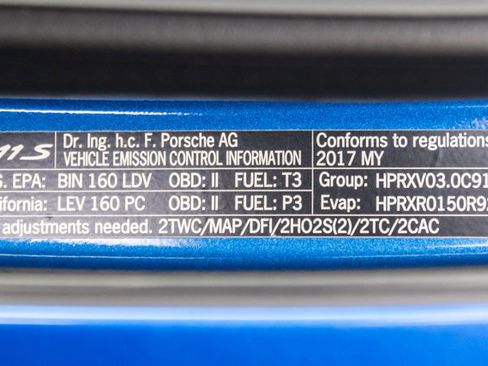 11 S Dr. Ing. h.c. F. Porsche AG Conforms to regulations
VEHICLE EMISSION CONTROL INFORMATION 2017 MY
S. EPA: BIN 160 LDV OBD: II FUEL: T3 Group: HPRXV03.0C91
alifornia: LEV 160 PC OBD: II FUEL: P3 Evap: HPRXR0150R9
adjustments needed. 2TWC/MAP/DFI/2HO2S(2)/2TC/2CAC